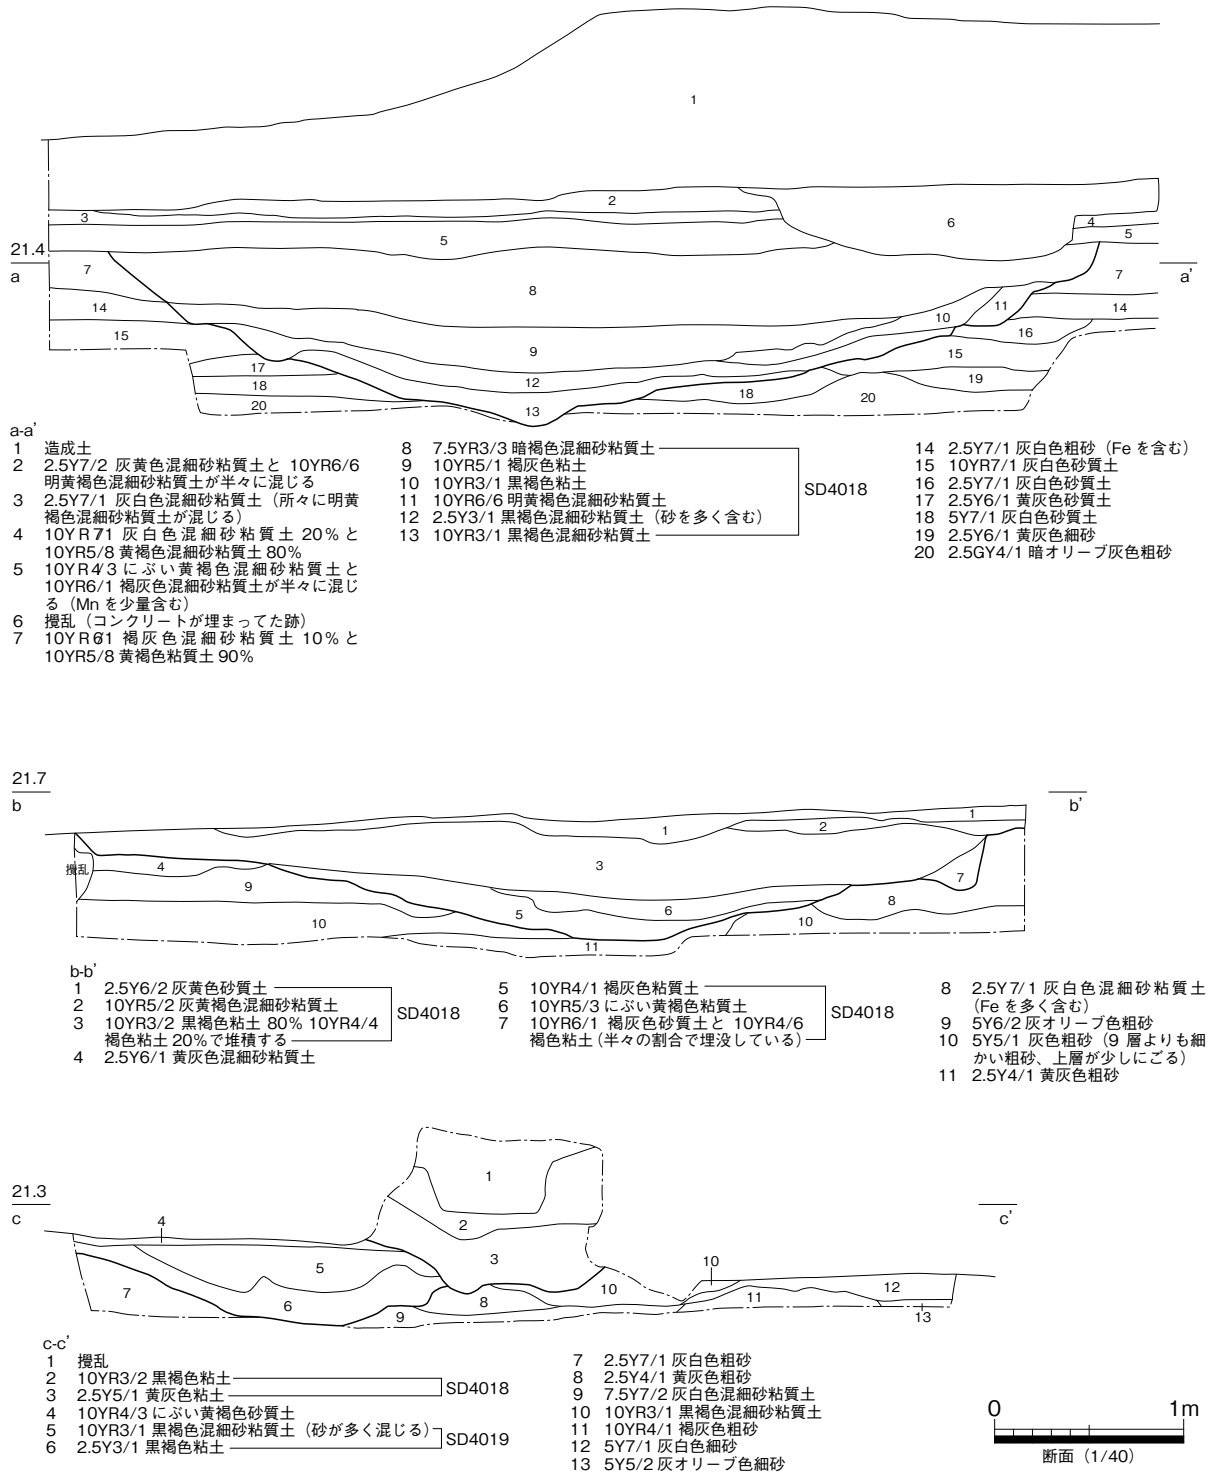 1
2
3
4
5
6
5
21.4
a
a'
7
7
8
14
11
14
10
15
16
9
15
17
12
19
18
18
20
20
13
a-a'
1 造成土
2 2.5Y7/2 灰黄色混細砂粘質土と 10YR6/6
明黄褐色混細砂粘質土が半々に混じる
3 2.5Y7/1 灰白色混細砂粘質土（所々に明黄
褐色混細砂粘質土が混じる）
4 10YR7/1 灰白色混細砂粘質土 20% と
10YR5/8 黄褐色混細砂粘質土 80%
5 10YR4/3 にぶい黄褐色混細砂粘質土と
10YR6/1 褐灰色混細砂粘質土が半々に混じ
る（Mn を少量含む）
6 攪乱（コンクリートが埋まってた跡）
7 10YR6/1 褐灰色混細砂粘質土 10% と
10YR5/8 黄褐色粘質土 90%
8 7.5YR3/3 暗褐色混細砂粘質土
9 10YR5/1 褐灰色粘土
10 10YR3/1 黒褐色粘土
11 10YR6/6 明黄褐色混細砂粘質土
12 2.5Y3/1 黒褐色混細砂粘質土（砂を多く含む）
13 10YR3/1 黒褐色混細砂粘質土
SD4018
14 2.5Y7/1 灰白色粗砂（Fe を含む）
15 10YR7/1 灰白色砂質土
16 2.5Y7/1 灰白色砂質土
17 2.5Y6/1 黄灰色砂質土
18 5Y7/1 灰白色砂質土
19 2.5Y6/1 黄灰色細砂
20 2.5GY4/1 暗オリーブ灰色粗砂
21.7
b
b'
1
1
2
攪乱
4
3
9
7
5
6
8
10
10
11
b-b'
1 2.5Y6/2 灰黄色砂質土
2 10YR5/2 灰黄褐色混細砂粘質土
3 10YR3/2 黒褐色粘土 80% 10YR4/4
褐色粘土 20% で堆積する
SD4018
4 2.5Y6/1 黄灰色混細砂粘質土
5 10YR4/1 褐灰色粘質土
6 10YR5/3 にぶい黄褐色粘質土
7 10YR6/1 褐灰色砂質土と 10YR4/6
褐色粘土（半々の割合で埋没している）
SD4018
8 2.5Y7/1 灰白色混細砂粘質土
（Fe を多く含む）
9 5Y6/2 灰オリーブ色粗砂
10 5Y5/1 灰色粗砂（9 層よりも細
かい粗砂、上層が少しにごる）
11 2.5Y4/1 黄灰色粗砂
21.3
c
c'
1
2
4
3
5
10
10
12
7
6
9
8
11
13
c-c'
1 攪乱
2 10YR3/2 黒褐色粘土
3 2.5Y5/1 黄灰色粘土
SD4018
4 10YR4/3 にぶい黄褐色砂質土
5 10YR3/1 黒褐色混細砂粘質土（砂が多く混じる）
6 2.5Y3/1 黒褐色粘土
SD4019
7 2.5Y7/1 灰白色粗砂
8 2.5Y4/1 黄灰色粗砂
9 7.5Y7/2 灰白色混細砂粘質土
10 10YR3/1 黒褐色混細砂粘質土
11 10YR4/1 褐灰色粗砂
12 5Y7/1 灰白色細砂
13 5Y5/2 灰オリーブ色細砂
0 1m
断面（1/40）